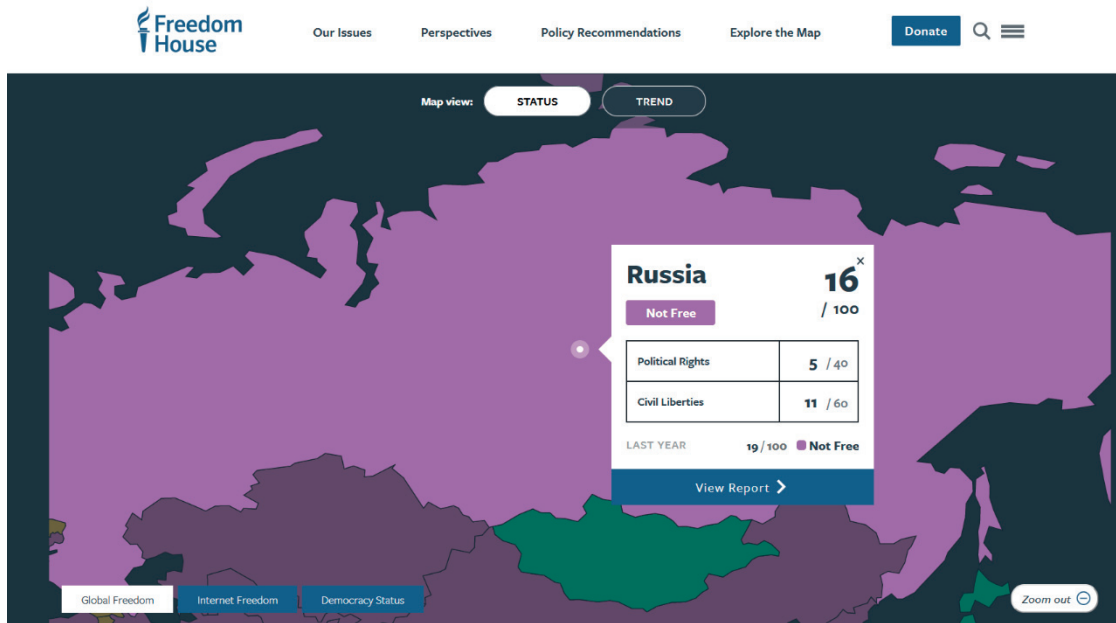 Freedom
House
Our Issues
Perspectives
Policy Recommendations
Explore the Map
Donate
Map view:
STATUS
TREND
Russia
16
x
Not Free
/ 100
Political Rights
5 / 40
Civil Liberties
11 / 60
LAST YEAR
19 / 100
Not Free
View Report
Global Freedom
Internet Freedom
Democracy Status
Zoom out